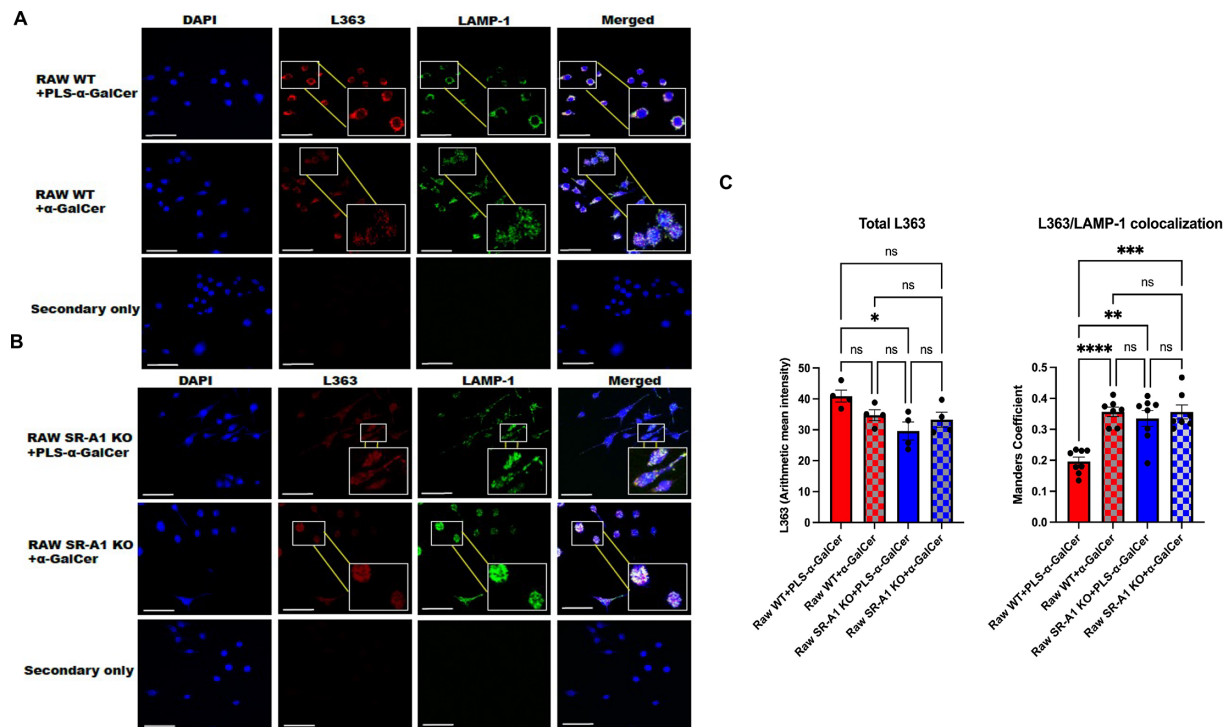 A
DAPI L363 LAMP-1 Merged
RAW WT
+PLS-α-GalCer
RAW WT
+α-GalCer
Secondary only
B
DAPI L363 LAMP-1 Merged
RAW SR-A1 KO
+PLS-α-GalCer
RAW SR-A1 KO
+α-GalCer
Secondary only
C
Total L363
ns
ns
*
ns ns ns
50
40
30
20
10
0
L363 (Arithmetic mean intensity)
Raw WT+PLS-α-GalCer
Raw WT+α-GalCer
Raw SR-A1 KO+PLS-α-GalCer
Raw SR-A1 KO+α-GalCer
L363/LAMP-1 colocalization
***
ns
**
**** ns ns
0.5
0.4
0.3
0.2
0.1
0.0
Manders Coefficient
Raw WT+PLS-α-GalCer
Raw WT+α-GalCer
Raw SR-A1 KO+PLS-α-GalCer
Raw SR-A1 KO+α-GalCer